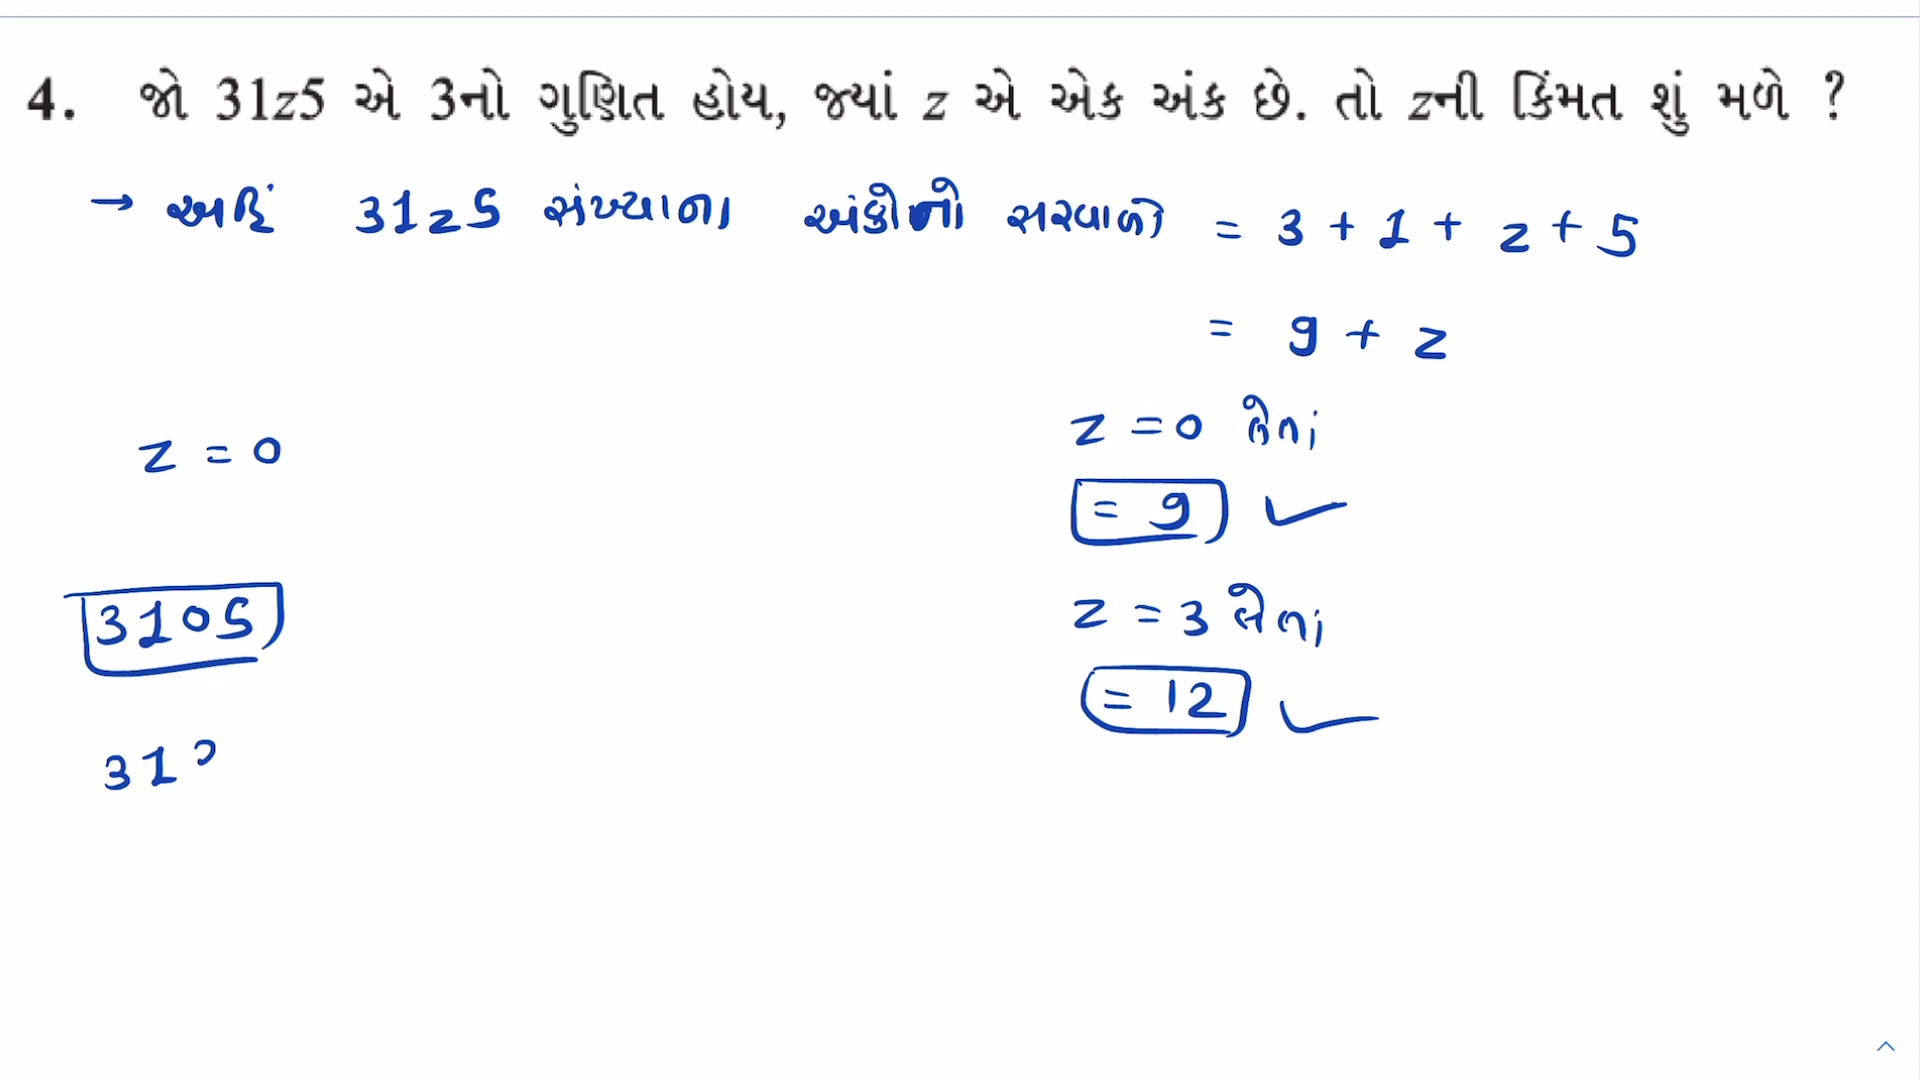 4. જો 31z5 એ 3નો ગુણિત હોય, જ્યાં z એ એક અંક છે. તો zની કિંમત શું મળે ?
→ અહિં 31z5 સંખ્યાના અંકોનો સરવાળો = 3 + 1 + z + 5
= 9 + z
z = 0 લેતાં
z = 0
= 9 ✓
z = 3 લેતાં
3105
= 12 ✓
31